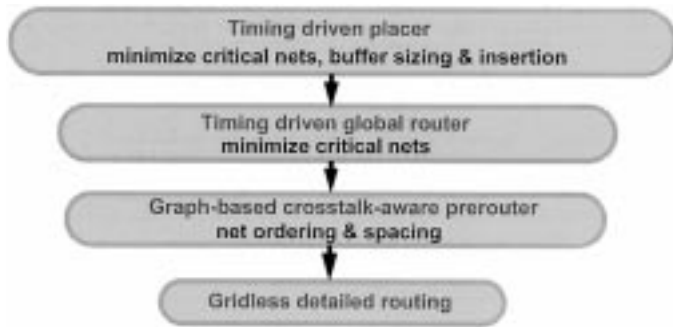 Timing driven placer
minimize critical nets, buffer sizing & insertion
Timing driven global router
minimize critical nets
Graph-based crosstalk-aware prerouter
net ordering & spacing
Gridless detailed routing